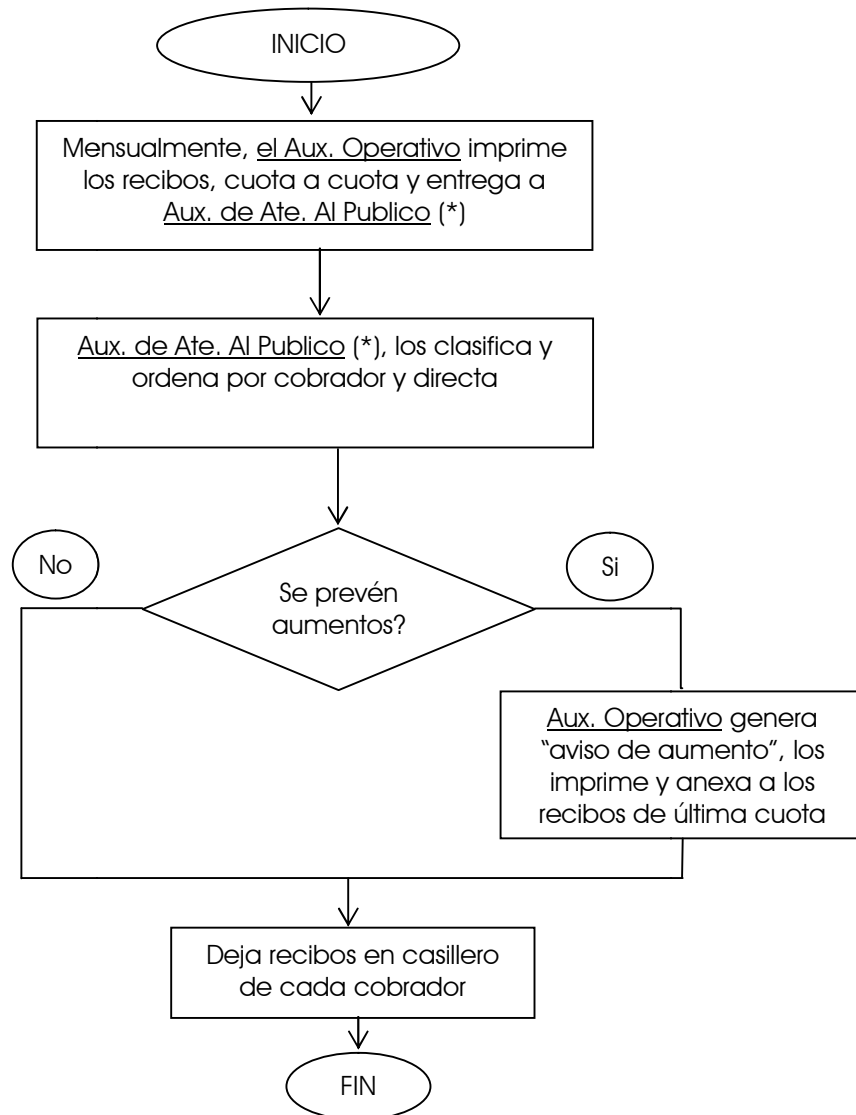 INICIO
Mensualmente, el Aux. Operativo imprime
los recibos, cuota a cuota y entrega a
Aux. de Ate. Al Publico (*)
Aux. de Ate. Al Publico (*), los clasifica y
ordena por cobrador y directa
No
Si
Se prevén
aumentos?
Aux. Operativo genera
“aviso de aumento”, los
imprime y anexa a los
recibos de última cuota
Deja recibos en casillero
de cada cobrador
FIN